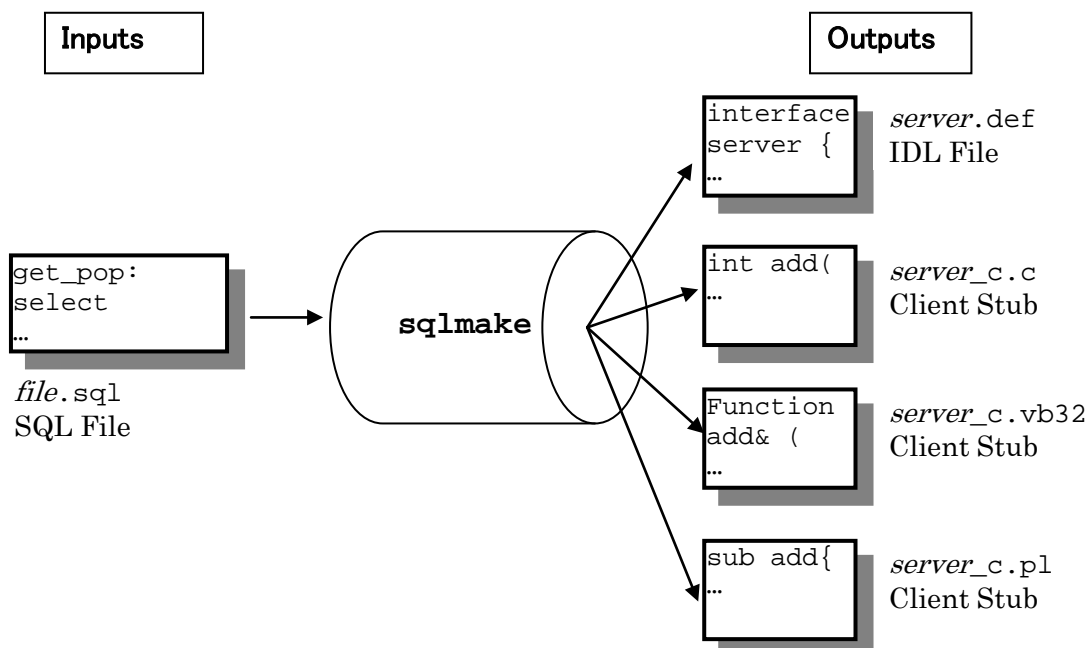 Inputs
Outputs
get_pop:
select
…
file.sql
SQL File
sqlmake
interface
server {
…
server.def
IDL File
int add(
…
server_c.c
Client Stub
Function
add& (
…
server_c.vb32
Client Stub
sub add{
…
server_c.pl
Client Stub